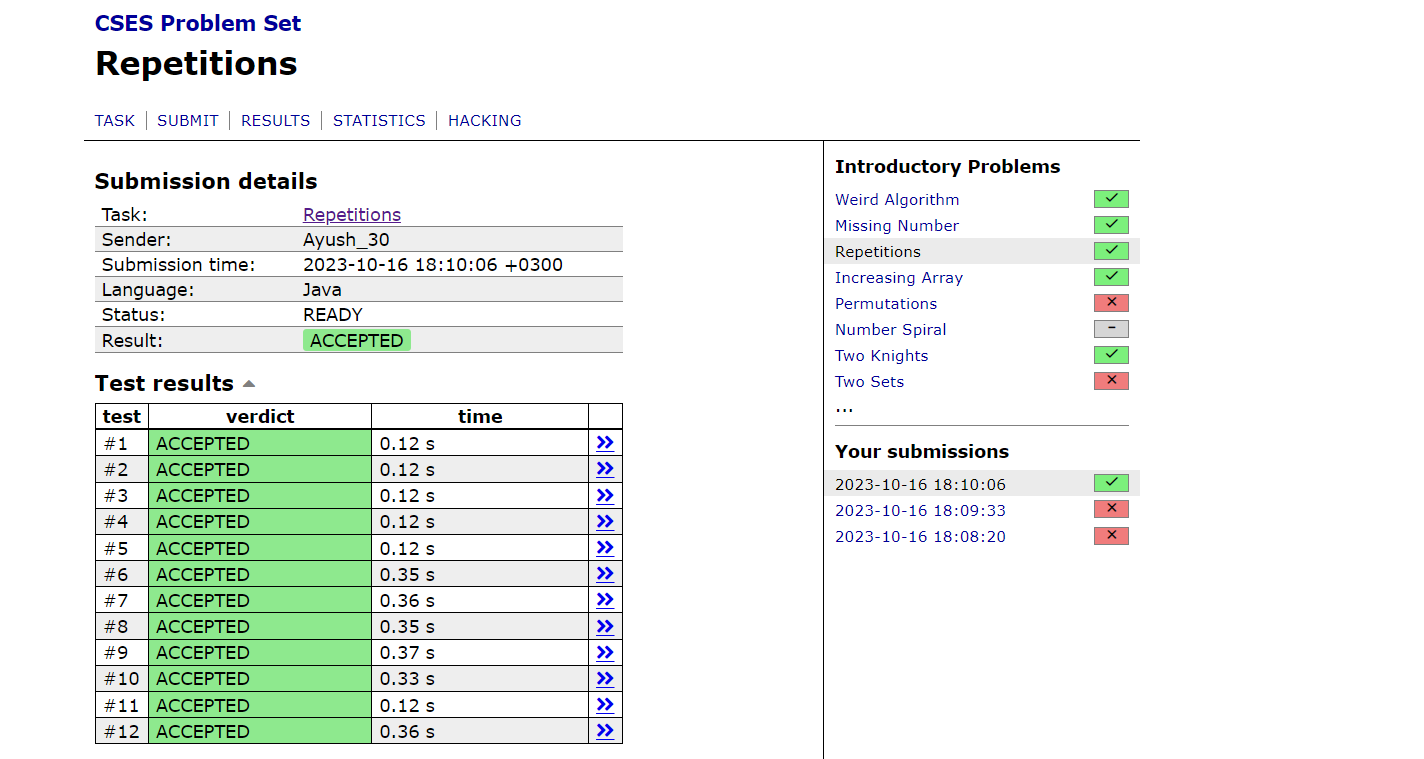 CSES Problem Set
Repetitions
TASK | SUBMIT | RESULTS | STATISTICS | HACKING
Submission details
Task: Repetitions
Sender: Ayush_30
Submission time: 2023-10-16 18:10:06 +0300
Language: Java
Status: READY
Result: ACCEPTED
Test results
test verdict time
#1 ACCEPTED 0.12 s »
#2 ACCEPTED 0.12 s »
#3 ACCEPTED 0.12 s »
#4 ACCEPTED 0.12 s »
#5 ACCEPTED 0.12 s »
#6 ACCEPTED 0.35 s »
#7 ACCEPTED 0.36 s »
#8 ACCEPTED 0.35 s »
#9 ACCEPTED 0.37 s »
#10 ACCEPTED 0.33 s »
#11 ACCEPTED 0.12 s »
#12 ACCEPTED 0.36 s »
Introductory Problems
Weird Algorithm ✓
Missing Number ✓
Repetitions ✓
Increasing Array ✓
Permutations ✕
Number Spiral –
Two Knights ✓
Two Sets ✕
...
Your submissions
2023-10-16 18:10:06 ✓
2023-10-16 18:09:33 ✕
2023-10-16 18:08:20 ✕